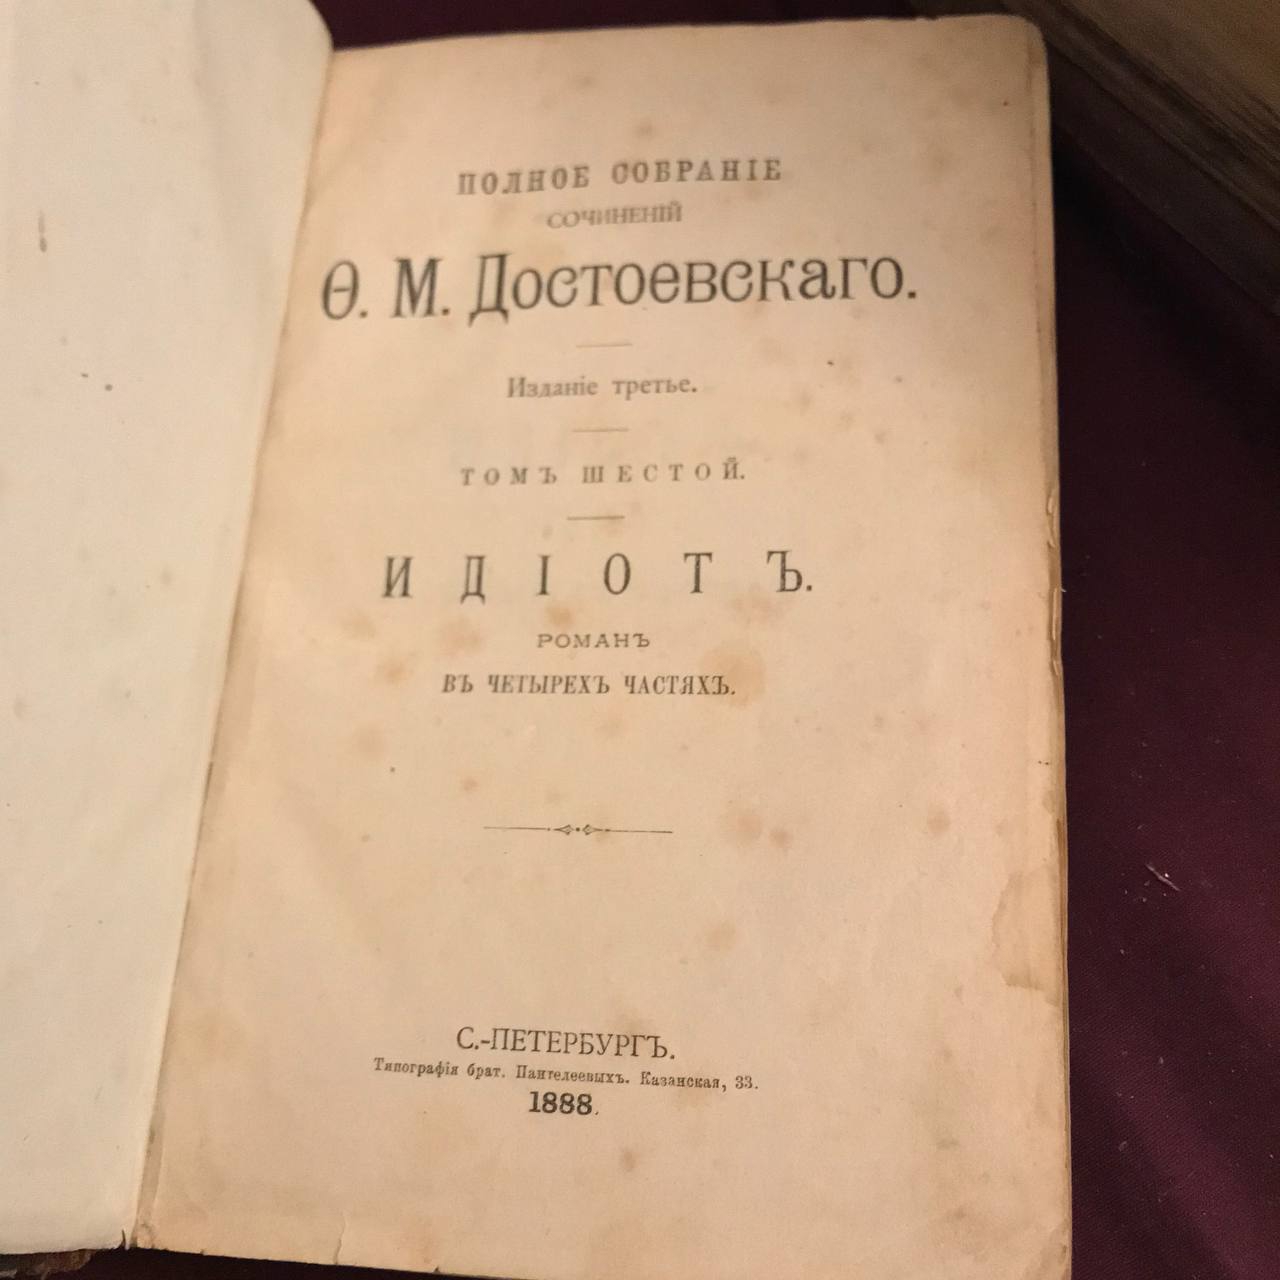 ПОЛНОЕ СОБРАНІЕ
СОЧИНЕНІЙ
Ѳ. М. Достоевскаго.
Изданіе третье.
ТОМЪ ШЕСТОЙ.
ИДІОТЪ.
РОМАНЪ
ВЪ ЧЕТЫРЕХЪ ЧАСТЯХЪ.
С.-ПЕТЕРБУРГЪ.
Типографія брат. Пантелеевыхъ. Казанская, 33.
1888.